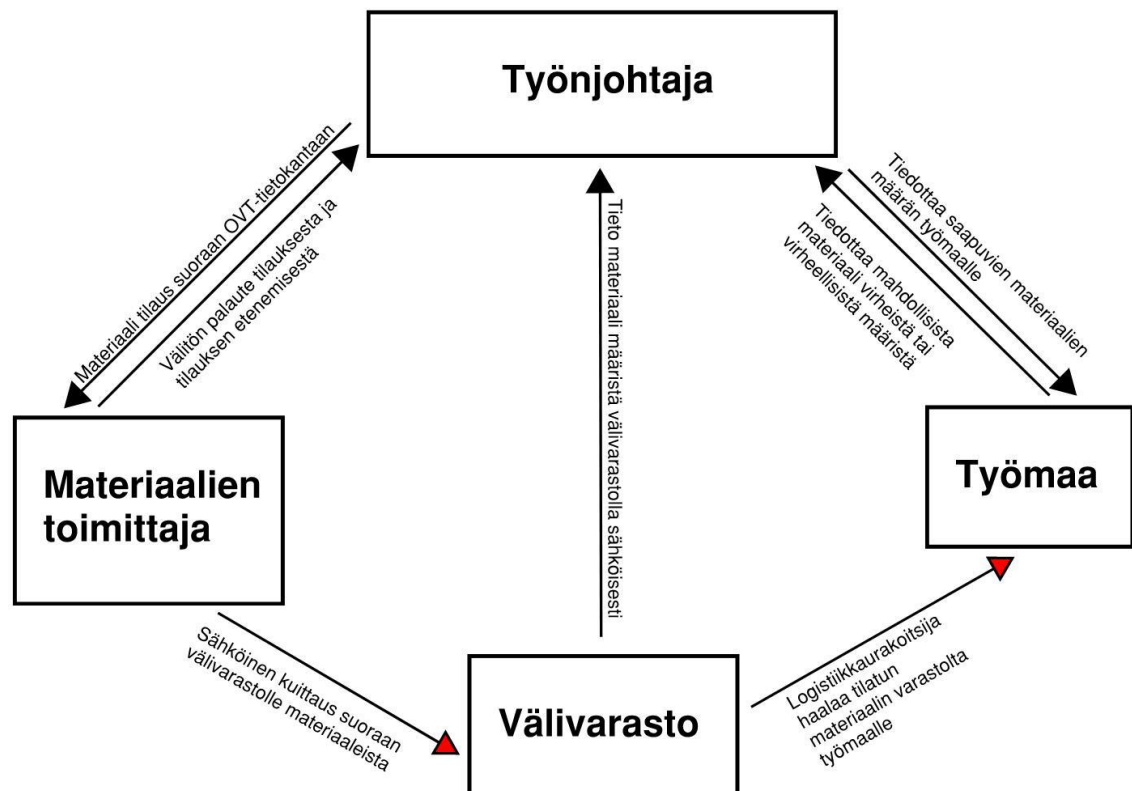 Työnjohtaja
Materiaali tilaus suoraan OVT-tietokantaan
Välitön palaute tilauksesta ja
tilauksen etenemisestä
Tieto materiaali määristä välivarastolla sähköisesti
Tiedottaa saapuvien materiaalien
määrän työmaalle
Tiedottaa mahdollisista
materiaali virheistä tai
virheellisistä määristä
Materiaalien
toimittaja
Työmaa
Sähköinen kuittaus suoraan
välivarastolle materiaaleista
Välivarasto
Logistiikkaurakoitsija
haalaa tilatun
materiaalin varastolta
työmaalle